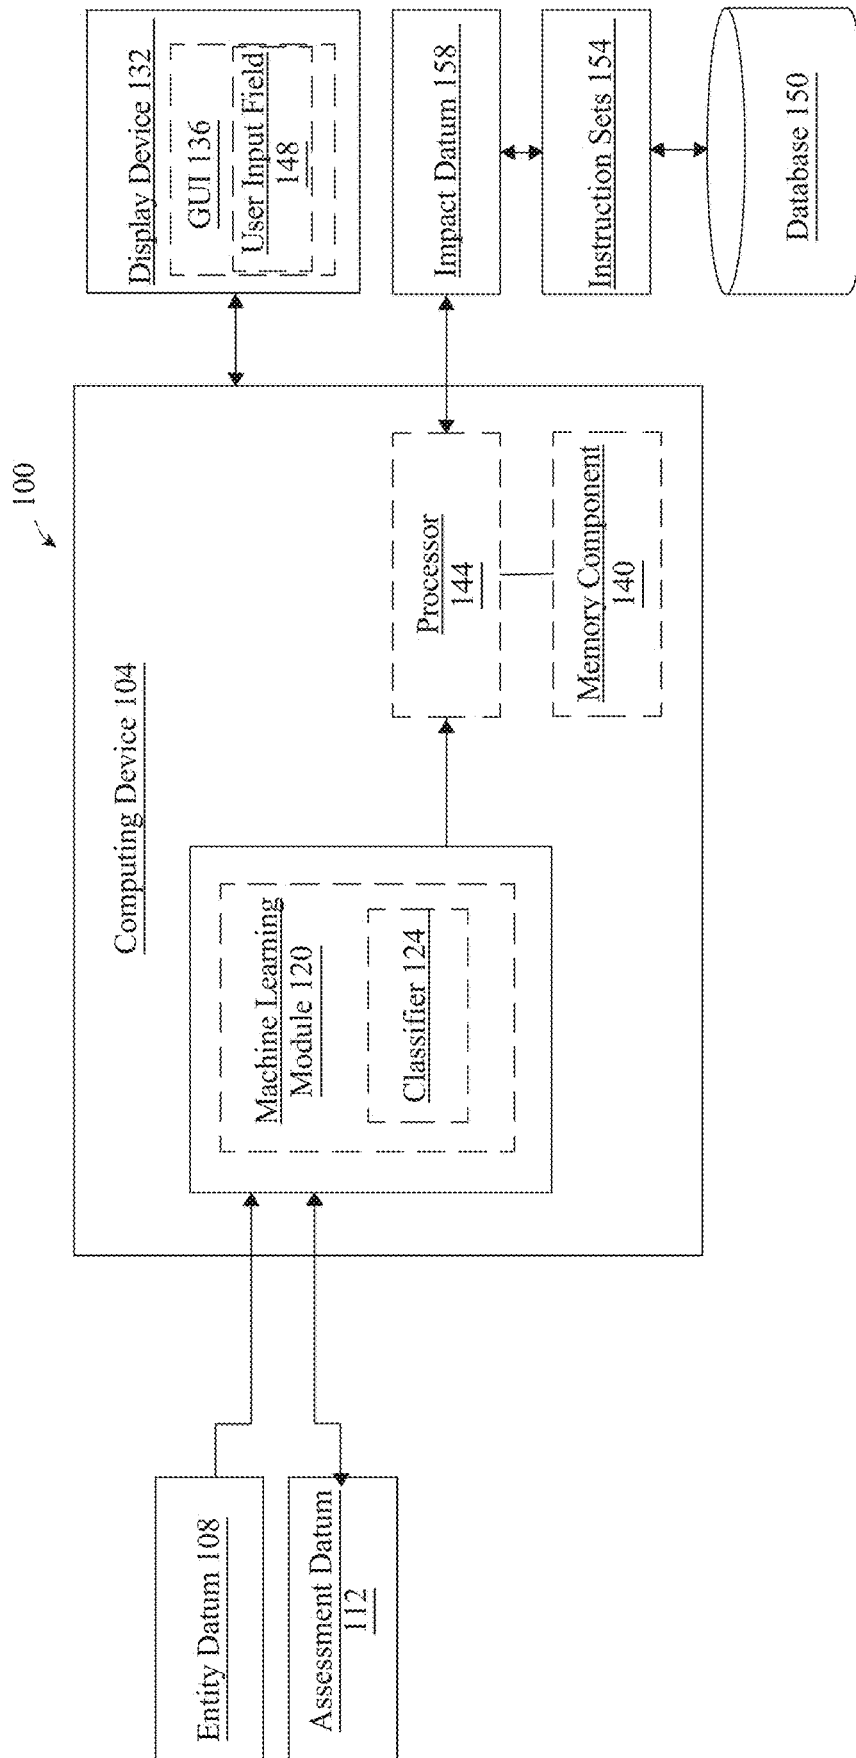 100
Computing Device 104
Entity Datum 108
Assessment Datum
112
Machine Learning
Module 120
Classifier 124
Processor
144
Memory Component
140
Display Device 132
GUI 136
User Input Field
148
Impact Datum 158
Instruction Sets 154
Database 150